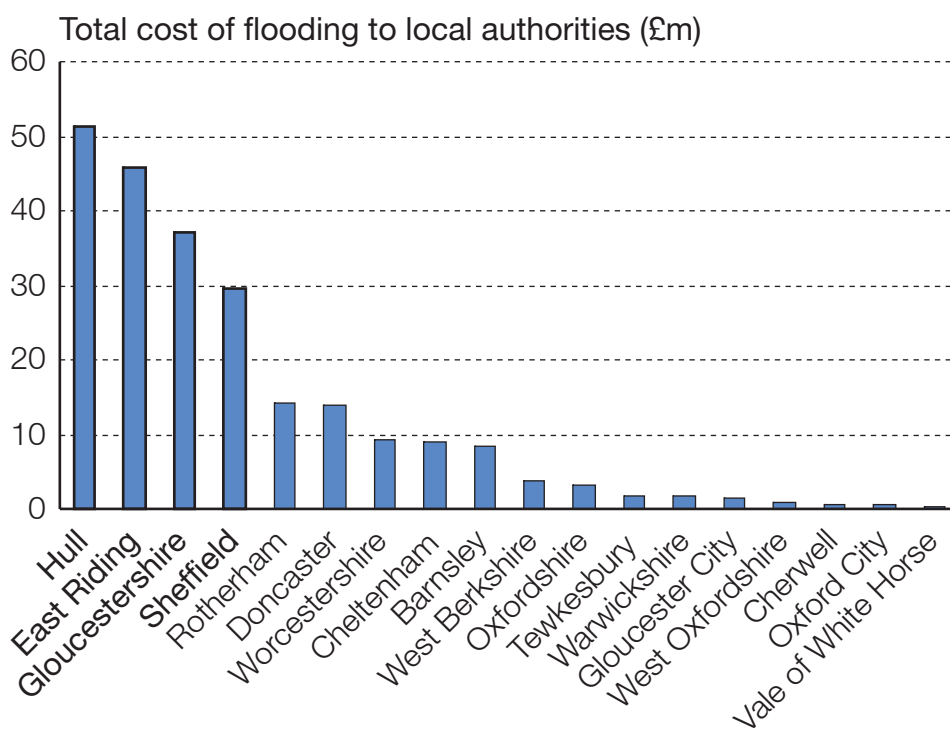 Total cost of flooding to local authorities (£m)
60
50
40
30
20
10
0
Hull
East Riding
Gloucestershire
Sheffield
Rotherham
Doncaster
Worcestershire
Cheltenham
Barnsley
West Berkshire
Oxfordshire
Tewkesbury
Warwickshire
Gloucester City
West Oxfordshire
Cherwell
Oxford City
Vale of White Horse